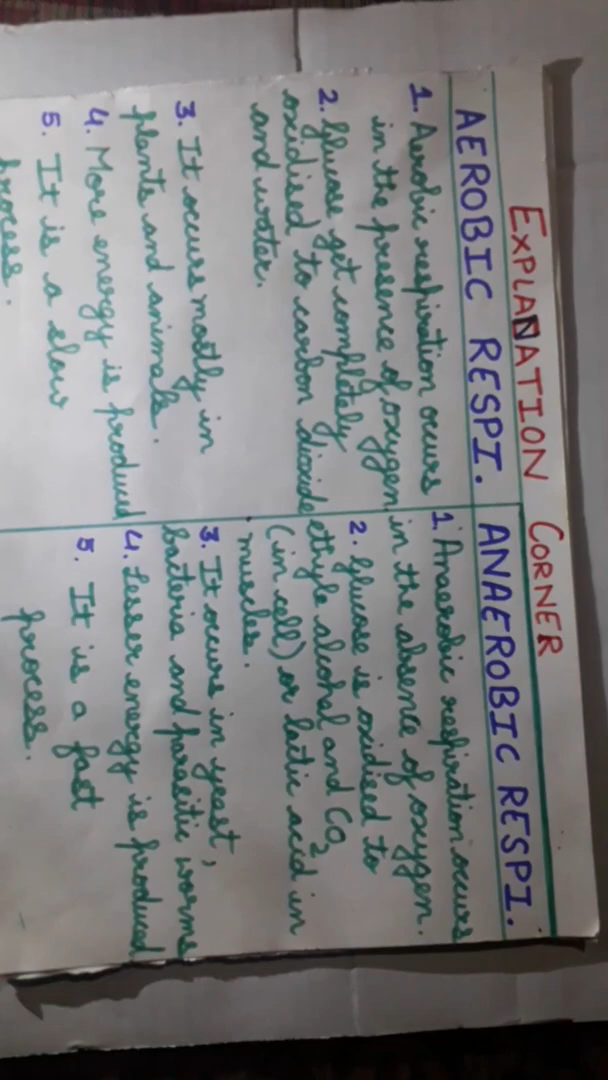 EXPLANATION CORNER
AEROBIC RESPI.
1. Aerobic respiration occurs
in the presence of oxygen
2. Glucose get completely
oxidised to carbon dioxide
and water.
3. It occurs mostly in
plants and animals.
4. More energy is produced
5. It is a slow
process.
ANAEROBIC RESPI.
1. Anaerobic respiration occurs
in the absence of oxygen.
2. Glucose is oxidised to
ethyle alcohol and CO2
(in cell) or lactic acid in
muscles.
3. It occurs in yeast,
bacteria and parasitic worms
4. Lesser energy is produced
5. It is a fast
process.